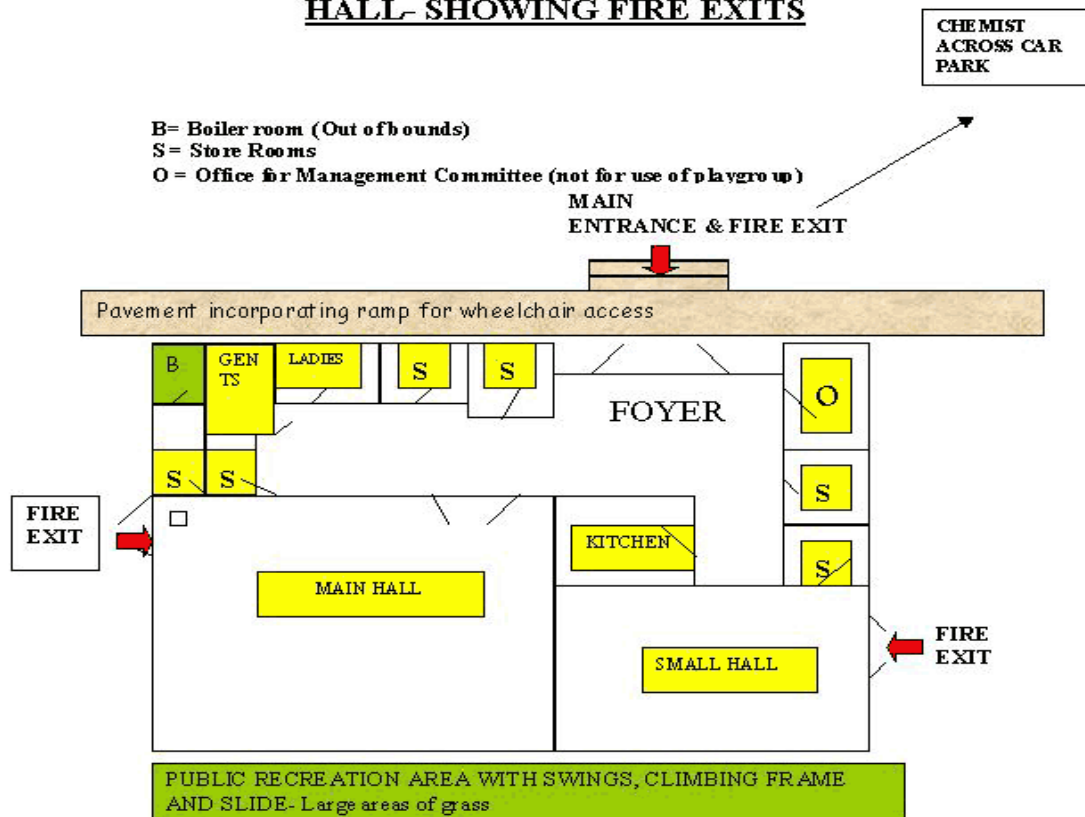 HALL- SHOWING FIRE EXITS
CHEMIST
ACROSS CAR
PARK
B= Boiler room (Out of bounds)
S= Store Rooms
O = Office for Management Committee (not for use of playgroup)
MAIN
ENTRANCE & FIRE EXIT
Pavement incorporating ramp for wheelchair access
B
GEN
TS
LADIES
S
S
O
FOYER
S
S
S
FIRE
EXIT
KITCHEN
S
MAIN HALL
FIRE
EXIT
SMALL HALL
PUBLIC RECREATION AREA WITH SWINGS, CLIMBING FRAME
AND SLIDE- Large areas of grass